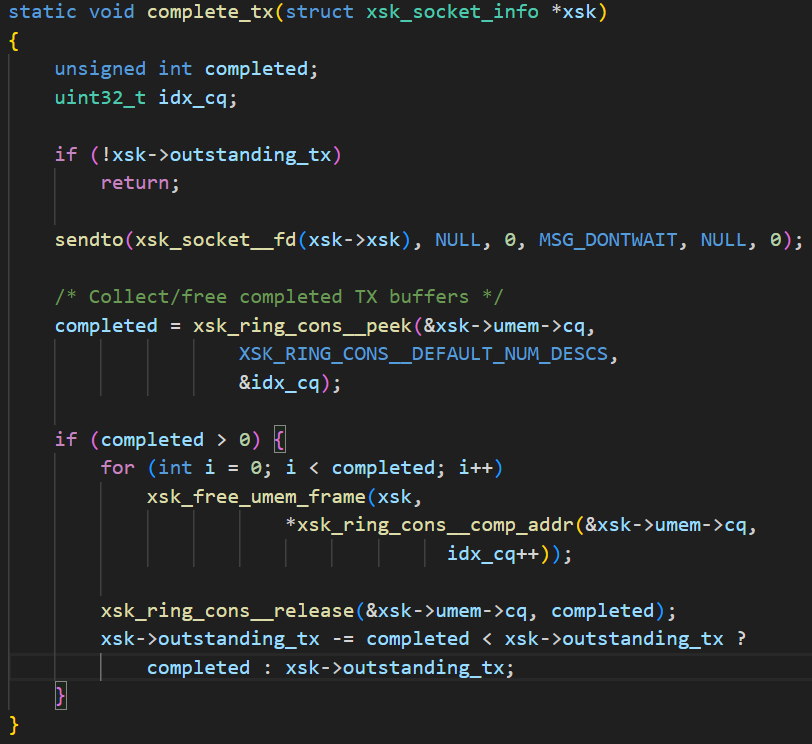 static void complete_tx(struct xsk_socket_info *xsk)
{
    unsigned int completed;
    uint32_t idx_cq;

    if (!xsk->outstanding_tx)
        return;

    sendto(xsk_socket__fd(xsk->xsk), NULL, 0, MSG_DONTWAIT, NULL, 0);

    /* Collect/free completed TX buffers */
    completed = xsk_ring_cons__peek(&xsk->umem->cq,
                    XSK_RING_CONS__DEFAULT_NUM_DESCS,
                    &idx_cq);

    if (completed > 0) {
        for (int i = 0; i < completed; i++)
            xsk_free_umem_frame(xsk,
                        *xsk_ring_cons__comp_addr(&xsk->umem->cq,
                                      idx_cq++));

        xsk_ring_cons__release(&xsk->umem->cq, completed);
        xsk->outstanding_tx -= completed < xsk->outstanding_tx ?
            completed : xsk->outstanding_tx;
    }
}